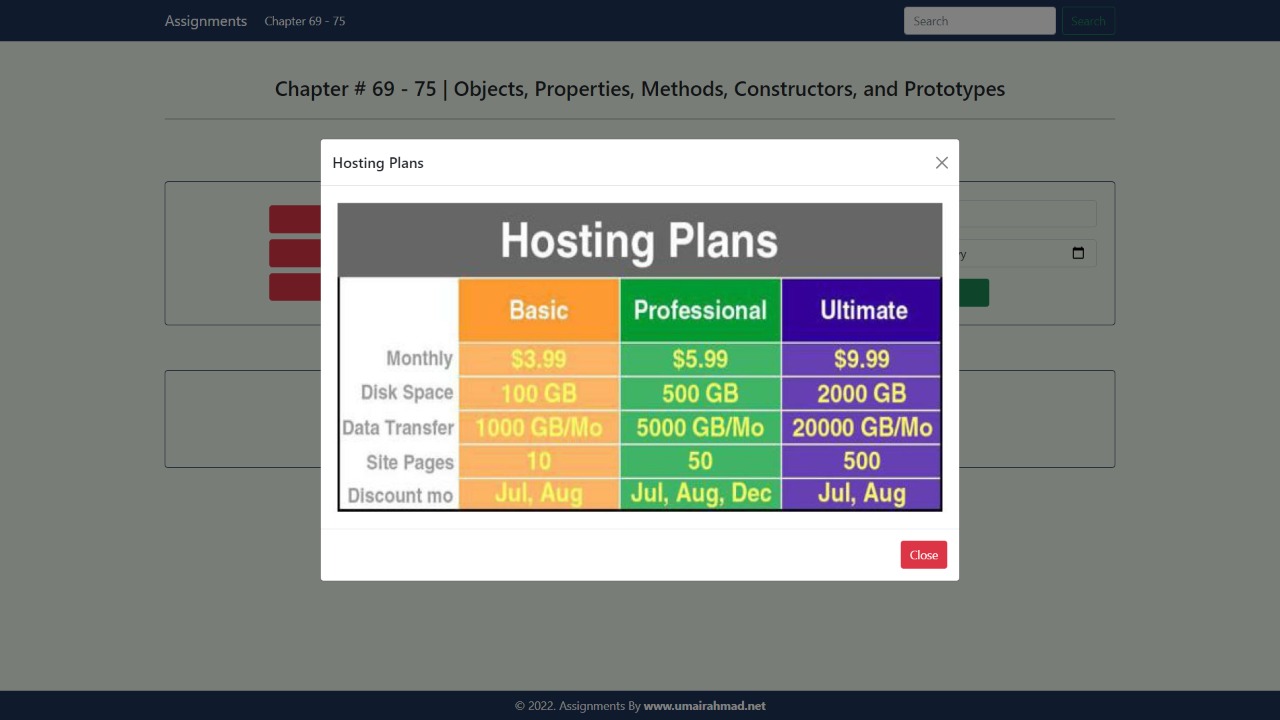 Assignments Chapter 69 - 75 Search Search
Chapter # 69 - 75 | Objects, Properties, Methods, Constructors, and Prototypes
Hosting Plans
Hosting Plans
Basic Professional Ultimate
Monthly $3.99 $5.99 $9.99
Disk Space 100 GB 500 GB 2000 GB
Data Transfer 1000 GB/Mo 5000 GB/Mo 20000 GB/Mo
Site Pages 10 50 500
Discount mo Jul, Aug Jul, Aug, Dec Jul, Aug
Close
© 2022. Assignments By www.umairahmad.net